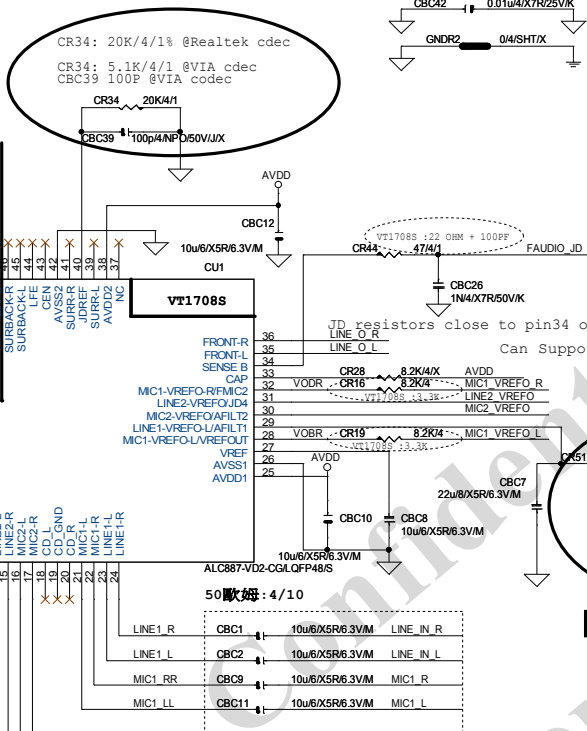 CBC42 0.01u/4/X7R/25V/K
GNDR2 0/4/SHT/X
CR34: 20K/4/1% @Realtek cdec
CR34: 5.1K/4/1 @VIA cdec
CBC39 100P @VIA codec
CR34 20K/4/1
CBC39 100p/4/NPO/50V/J/X
AVDD
CBC12
10u/6/X5R/6.3V/M
VT1708S :22 OHM + 100PF
CR44 47/4/1 FAUDIO_JD
CBC26
1N/4/X7R/50V/K
CU1
VT1708S
46 45 44 43 42 41 40 39 38 37
SURBACK-R
SURBACK-L
LFE
CEN
AVSS2
SURR-R
JDREF
SURR-L
AVDD2
NC
JD resistors close to pin34
Can Suppo
FRONT-R 36 LINE_O_R
FRONT-L 35 LINE_O_L
SENSE B 34
CAP 33 CR28 8.2K/4/X AVDD
MIC1-VREFO-R/FMIC2 32 VODR CR16 8.2K/4 MIC1_VREFO_R
VT1708S :3.3K
LINE2-VREFO/JD4 31 LINE2_VREFO
MIC2-VREFO/AFILT2 30 MIC2_VREFO
LINE1-VREFO-L/AFILT1 29
MIC1-VREFO-L/VREFOUT 28 VOBR CR19 8.2K/4 MIC1_VREFO_L
VT1708S :3.3K
VREF 27
AVSS1 26
AVDD1 25
AVDD
CR51
CBC7
22u/8/X5R/6.3V/M
CBC10
10u/6/X5R/6.3V/M
CBC8
10u/6/X5R/6.3V/M
LINE2-R
MIC2-L
MIC2-R
CD_L
CD_GND
CD_R
MIC1-L
MIC1-R
LINE1-L
LINE1-R
15 16 17 18 19 20 21 22 23 24
ALC887-VD2-CG/LQFP48/S
50歐姆:4/10
LINE1_R CBC1 10u/6/X5R/6.3V/M LINE_IN_R
LINE1_L CBC2 10u/6/X5R/6.3V/M LINE_IN_L
MIC1_RR CBC9 10u/6/X5R/6.3V/M MIC1_R
MIC1_LL CBC11 10u/6/X5R/6.3V/M MIC1_L
Confident